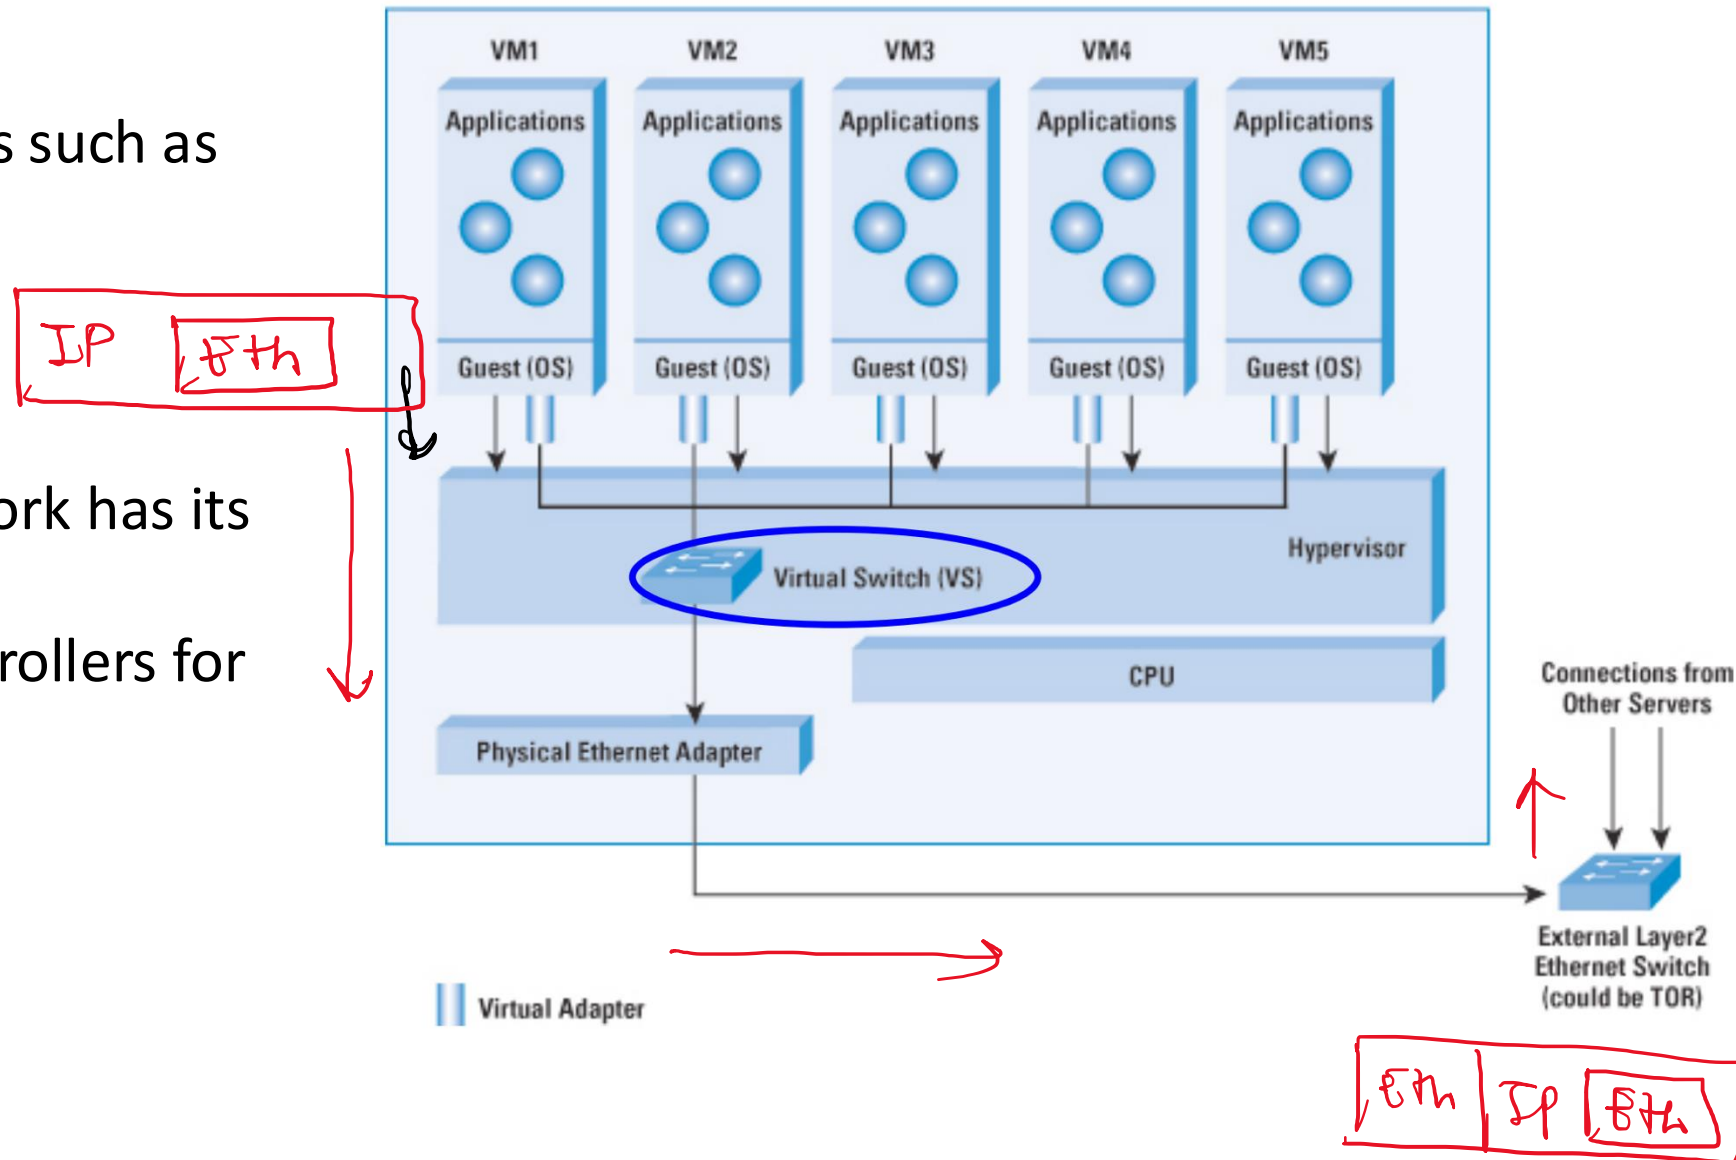 VM1 VM2 VM3 VM4 VM5
Applications Applications Applications Applications Applications
s such as
IP Eth
Guest (OS) Guest (OS) Guest (OS) Guest (OS) Guest (OS)
ork has its
Hypervisor
Virtual Switch (VS)
rollers for
CPU
Connections from
Other Servers
Physical Ethernet Adapter
External Layer2
Ethernet Switch
(could be TOR)
Virtual Adapter
Eth IP Eth